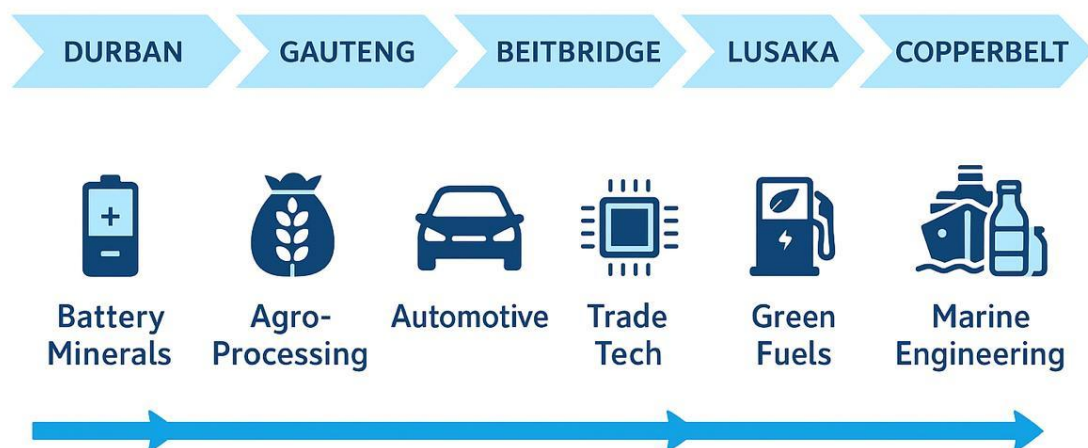 DURBAN
GAUTENG
BEITBRIDGE
LUSAKA
COPPERBELT
Battery
Minerals
Agro-
Processing
Automotive
Trade
Tech
Green
Fuels
Marine
Engineering